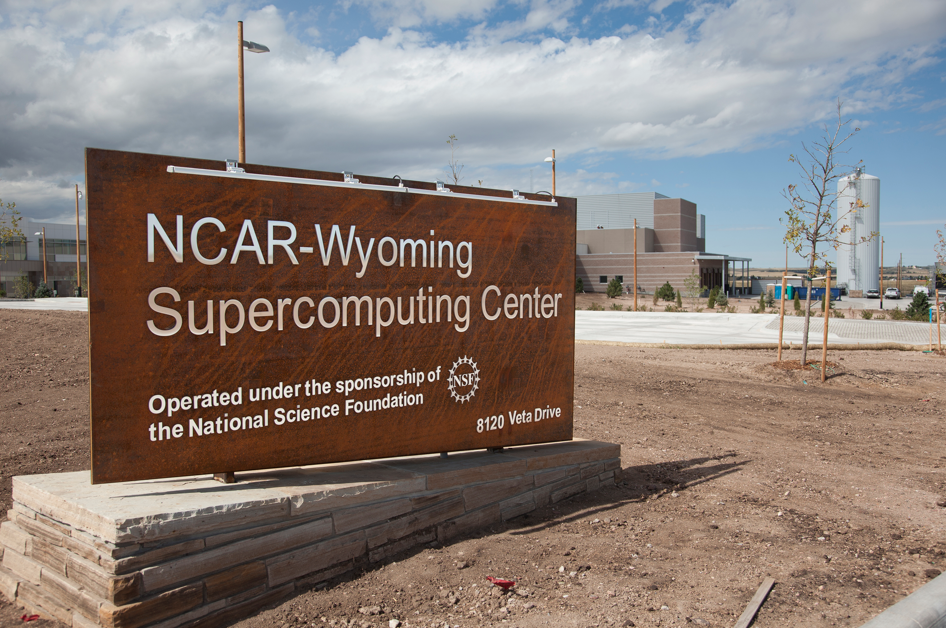 NCAR-Wyoming
Supercomputing Center
Operated under the sponsorship of
the National Science Foundation
NSF
8120 Veta Drive